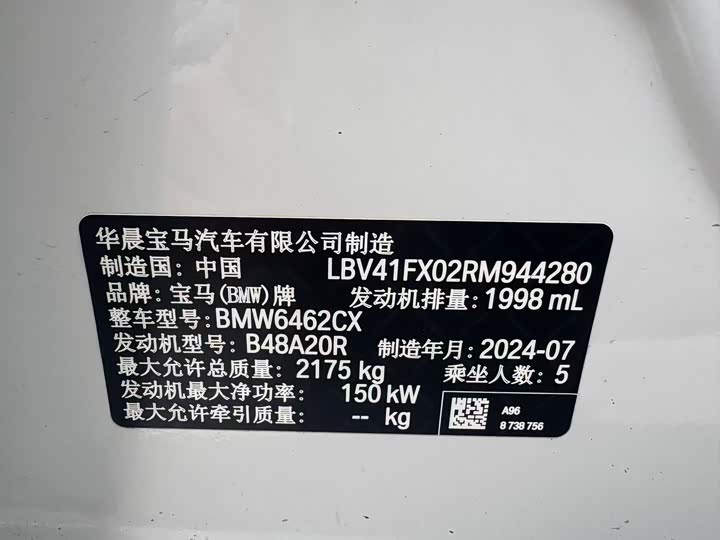 华晨宝马汽车有限公司制造
制造国: 中国 LBV41FX02RM944280
品牌: 宝马(BMW)牌 发动机排量: 1998 mL
整车型号: BMW6462CX
发动机型号: B48A20R 制造年月: 2024-07
最大允许总质量: 2175 kg 乘坐人数: 5
发动机最大净功率: 150 kW
最大允许牵引质量: -- kg
A96
8 738 756